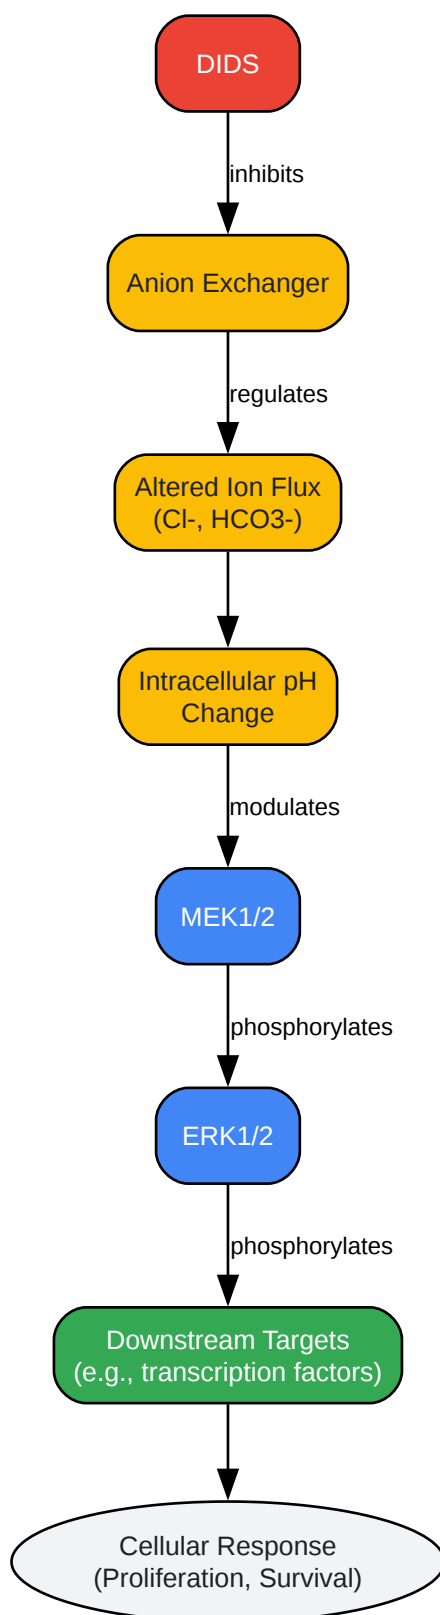 DIDS
inhibits
Anion Exchanger
regulates
Altered Ion Flux
(Cl-, HCO3-)
Intracellular pH
Change
modulates
MEK1/2
phosphorylates
ERK1/2
phosphorylates
Downstream Targets
(e.g., transcription factors)
Cellular Response
(Proliferation, Survival)